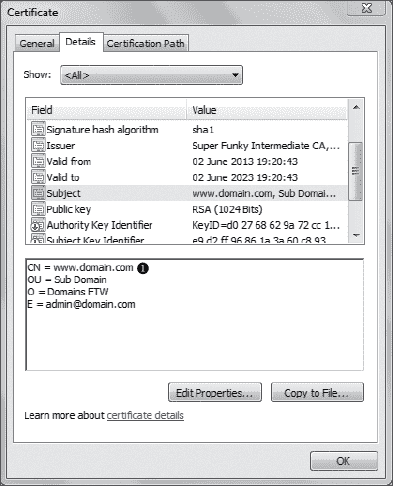 Certificate
General Details Certification Path
Show: <All>
Field Value
Signature hash algorithm sha1
Issuer Super Funky Intermediate CA,...
Valid from 02 June 2013 19:20:43
Valid to 02 June 2023 19:20:43
Subject www.domain.com, Sub Domai...
Public key RSA (1024 Bits)
Authority Key Identifier KeyID=d0 27 68 62 9a 72 cc 1...
Subject Key Identifier e9 d2 ff 96 86 1a 3a 60 c8 93
CN = www.domain.com ❶
OU = Sub Domain
O = Domains FTW
E = admin@domain.com
Edit Properties... Copy to File...
Learn more about certificate details
OK